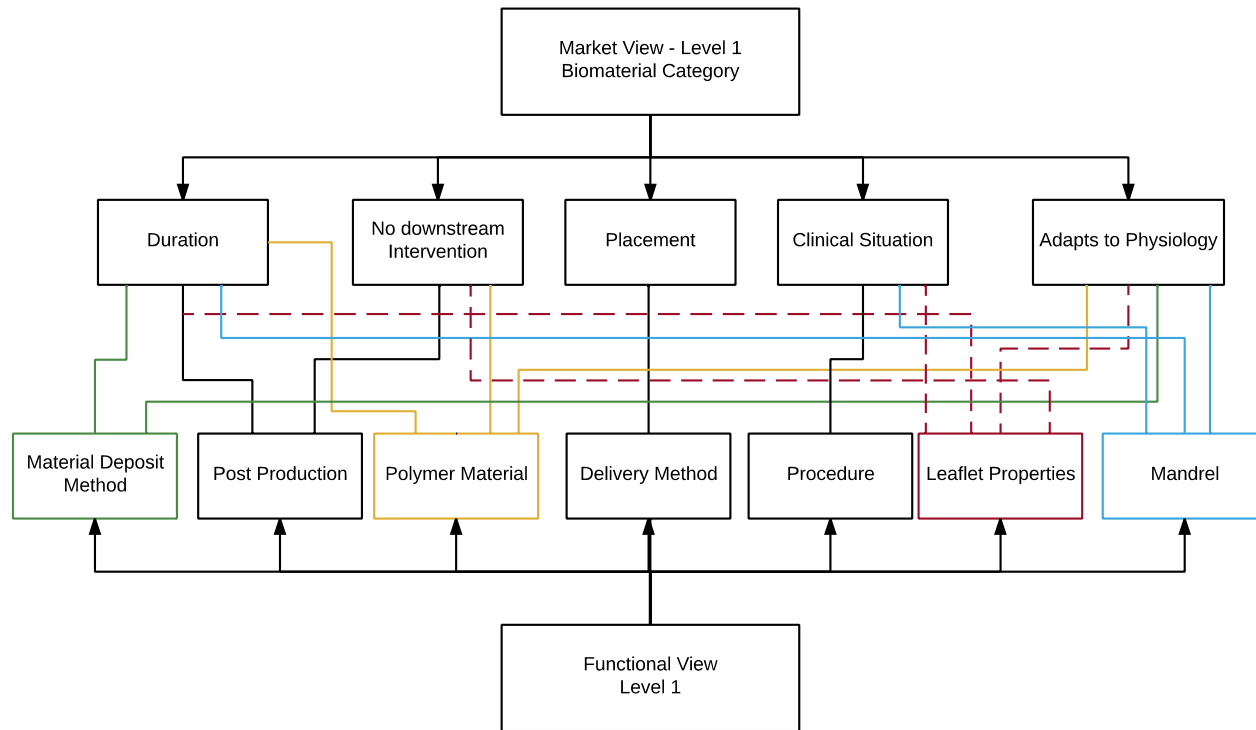 Market View - Level 1
Biomaterial Category
Duration
No downstream
Intervention
Placement
Clinical Situation
Adapts to Physiology
Material Deposit
Method
Post Production
Polymer Material
Delivery Method
Procedure
Leaflet Properties
Mandrel
Functional View
Level 1